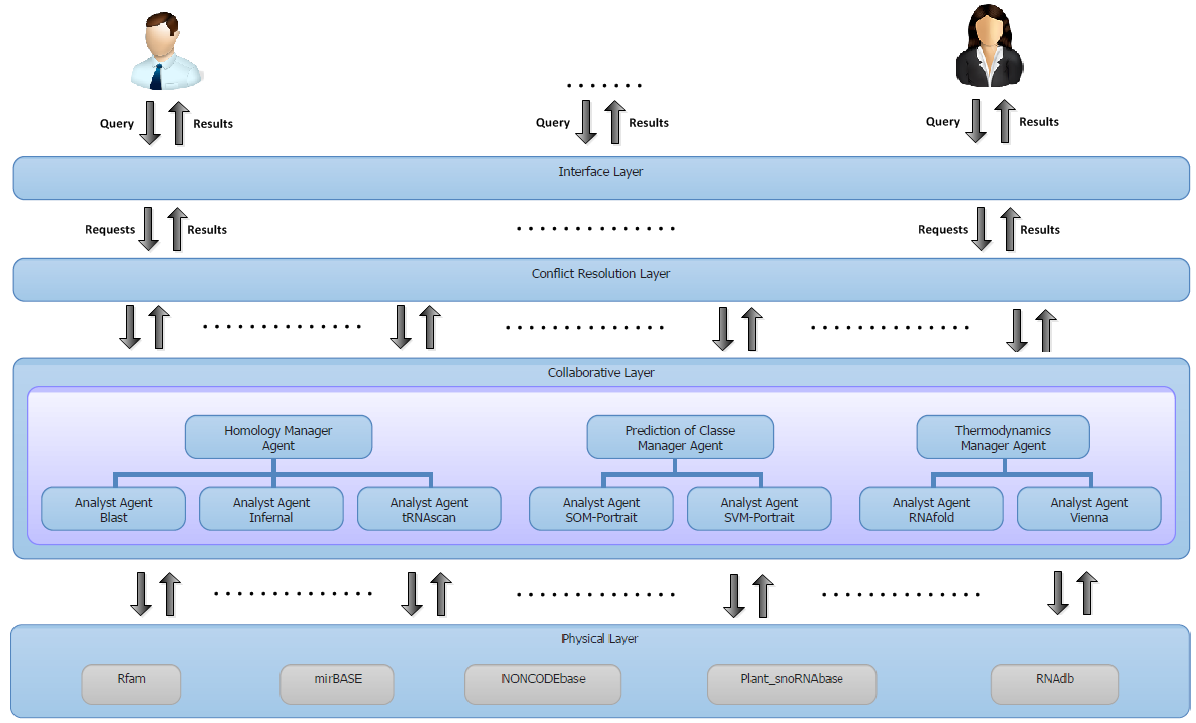 Query Results Query Results Query Results
Interface Layer
Requests Results Requests Results
Conflict Resolution Layer
Collaborative Layer
Homology Manager
Agent
Prediction of Classe
Manager Agent
Thermodynamics
Manager Agent
Analyst Agent
Blast
Analyst Agent
Infernal
Analyst Agent
tRNAscan
Analyst Agent
SOM-Portrait
Analyst Agent
SVM-Portrait
Analyst Agent
RNAfold
Analyst Agent
Vienna
Physical Layer
Rfam
mirBASE
NONCODEbase
Plant_snoRNAbase
RNAdb